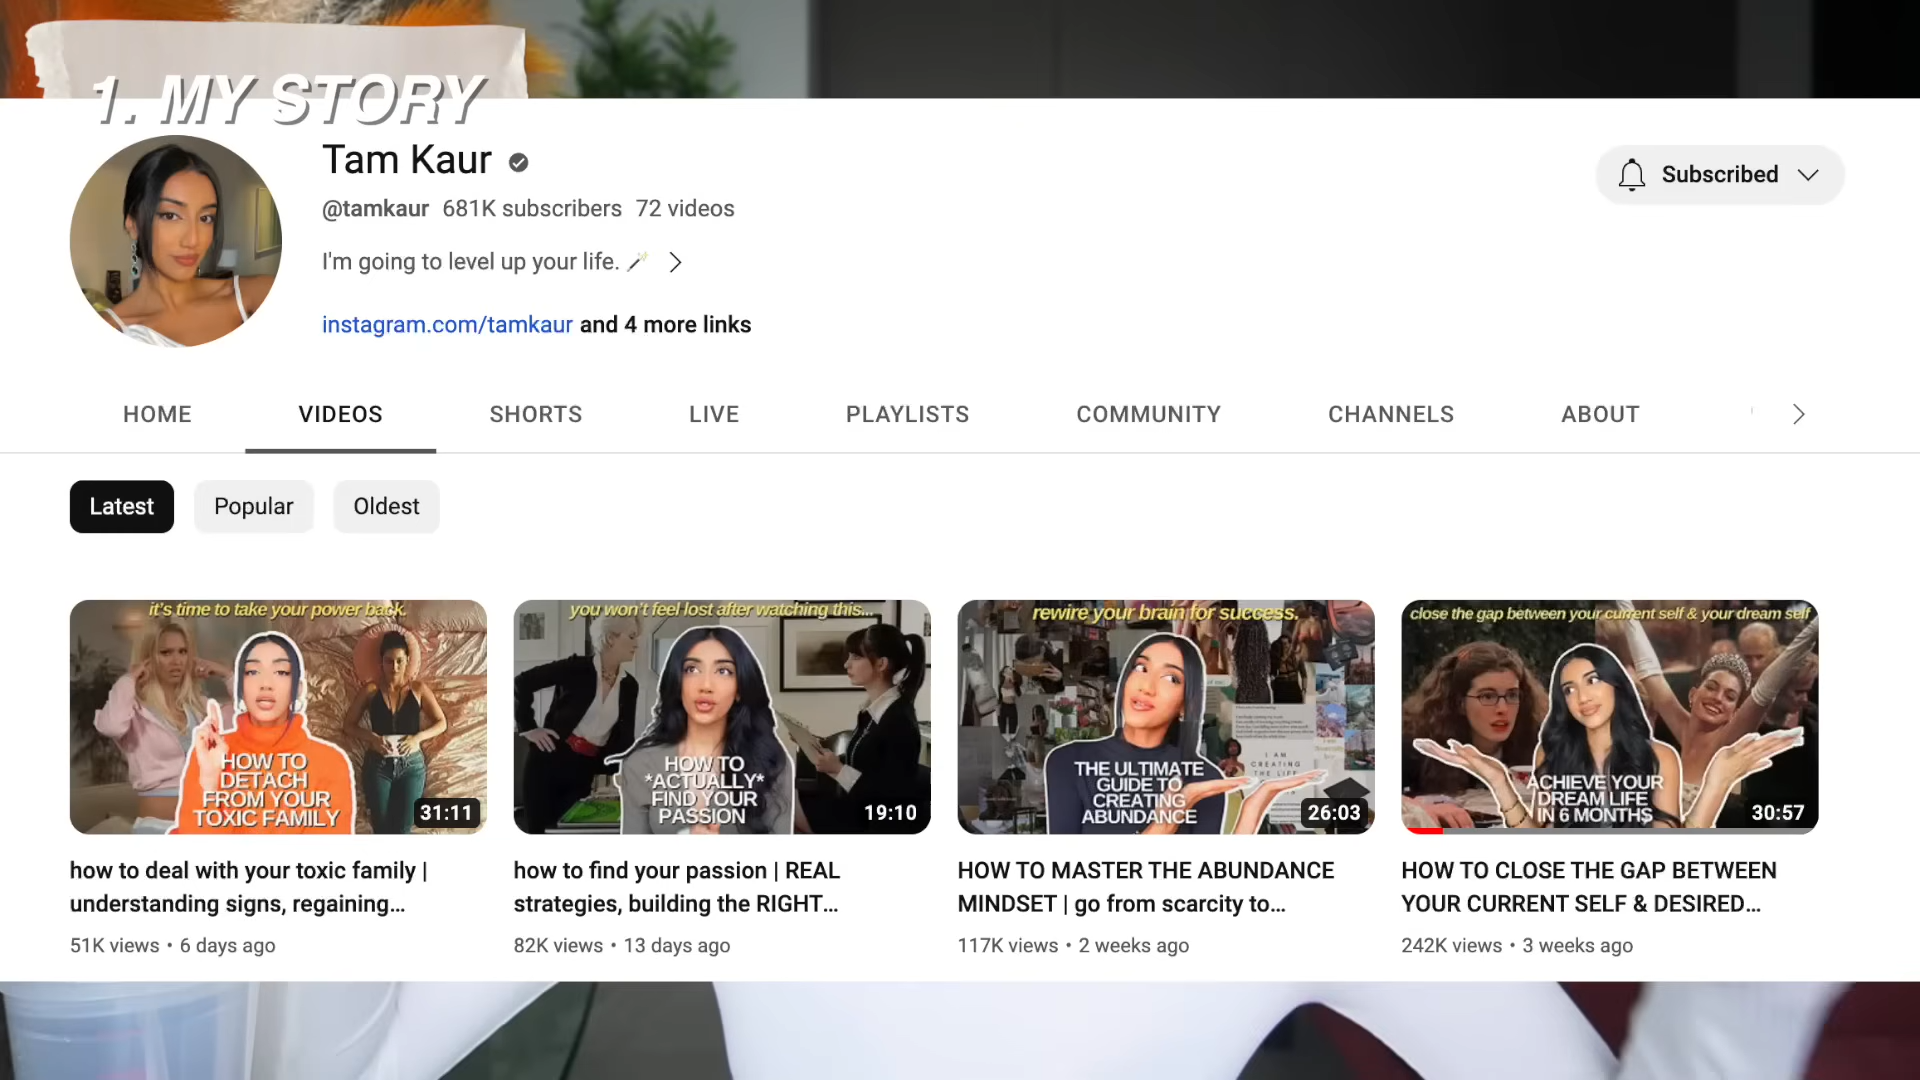 1. MY STORY
Tam Kaur
@tamkaur 681K subscribers 72 videos
I'm going to level up your life.
instagram.com/tamkaur and 4 more links
Subscribed
HOME VIDEOS SHORTS LIVE PLAYLISTS COMMUNITY CHANNELS ABOUT
Latest Popular Oldest
it's time to take your power back.
HOW TO
DETACH
FROM YOUR
TOXIC FAMILY
31:11
how to deal with your toxic family |
understanding signs, regaining...
51K views • 6 days ago
you won't feel lost after watching this...
HOW TO
*ACTUALLY*
FIND YOUR
PASSION
19:10
how to find your passion | REAL
strategies, building the RIGHT...
82K views • 13 days ago
rewire your brain for success.
I AM
CREATING
THE LIFE
THE ULTIMATE
GUIDE TO
CREATING
ABUNDANCE
26:03
HOW TO MASTER THE ABUNDANCE
MINDSET | go from scarcity to...
117K views • 2 weeks ago
close the gap between your current self & your dream self
ACHIEVE YOUR
DREAM LIFE
IN 6 MONTHS
30:57
HOW TO CLOSE THE GAP BETWEEN
YOUR CURRENT SELF & DESIRED...
242K views • 3 weeks ago